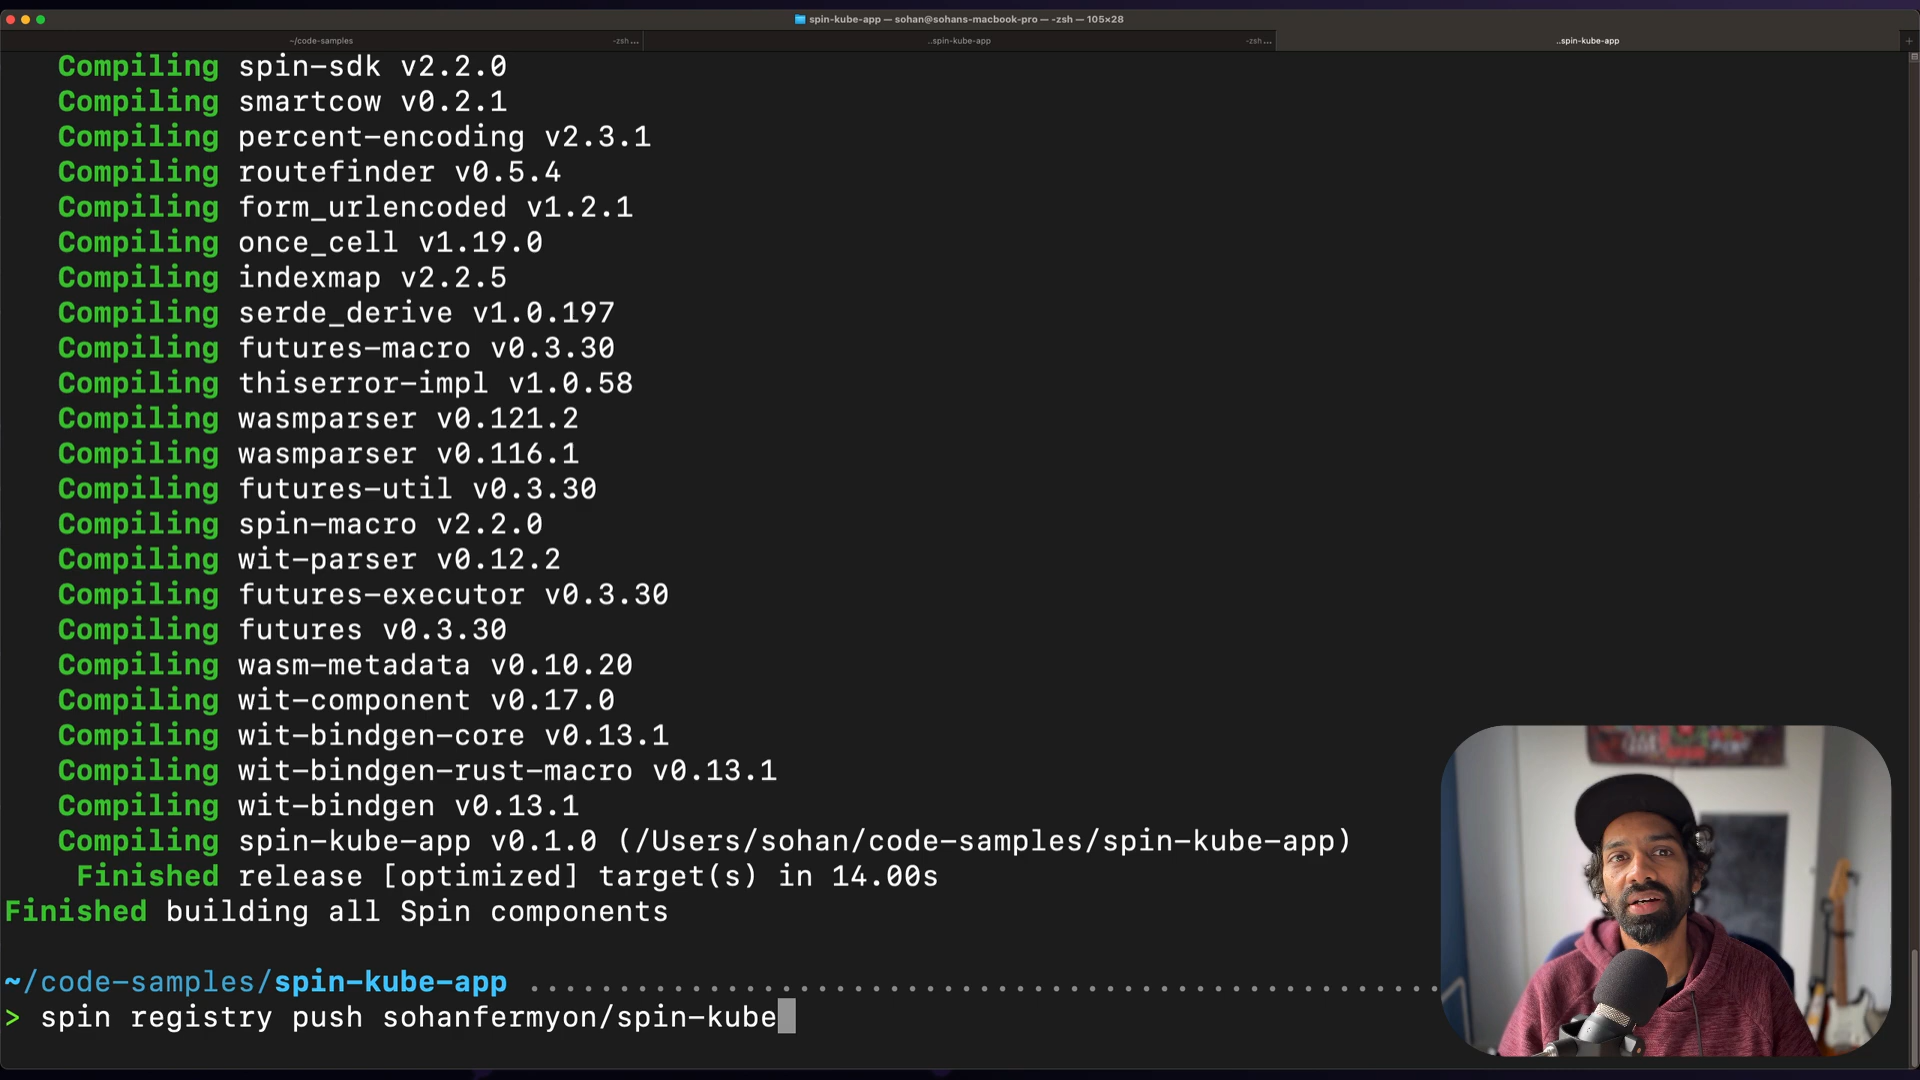 spin-kube-app — sohan@sohans-macbook-pro — -zsh — 105×28
~/code-samples -zsh... ..spin-kube-app -zsh... ..spin-kube-app +
Compiling spin-sdk v2.2.0
Compiling smartcow v0.2.1
Compiling percent-encoding v2.3.1
Compiling routefinder v0.5.4
Compiling form_urlencoded v1.2.1
Compiling once_cell v1.19.0
Compiling indexmap v2.2.5
Compiling serde_derive v1.0.197
Compiling futures-macro v0.3.30
Compiling thiserror-impl v1.0.58
Compiling wasmparser v0.121.2
Compiling wasmparser v0.116.1
Compiling futures-util v0.3.30
Compiling spin-macro v2.2.0
Compiling wit-parser v0.12.2
Compiling futures-executor v0.3.30
Compiling futures v0.3.30
Compiling wasm-metadata v0.10.20
Compiling wit-component v0.17.0
Compiling wit-bindgen-core v0.13.1
Compiling wit-bindgen-rust-macro v0.13.1
Compiling wit-bindgen v0.13.1
Compiling spin-kube-app v0.1.0 (/Users/sohan/code-samples/spin-kube-app)
Finished release [optimized] target(s) in 14.00s
Finished building all Spin components
~/code-samples/spin-kube-app ...................................................
> spin registry push sohanfermyon/spin-kube